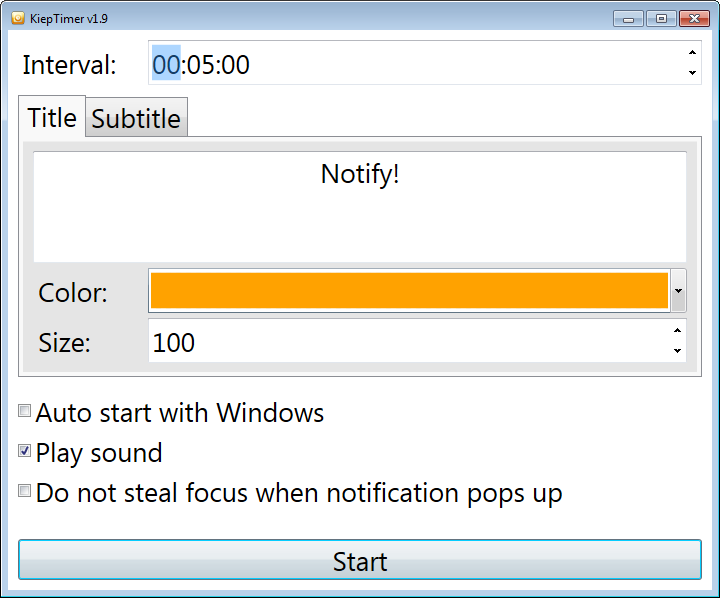 KiepTimer v1.9
Interval: 00:05:00
Title Subtitle
Notify!
Color:
Size: 100
Auto start with Windows
Play sound
Do not steal focus when notification pops up
Start